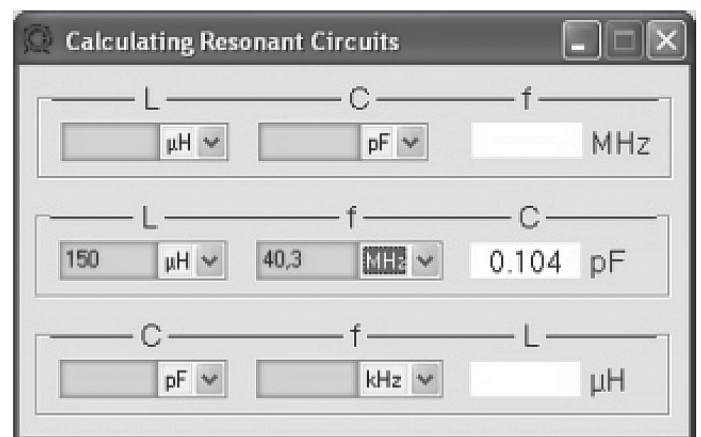 Calculating Resonant Circuits
L C f
µH pF MHz
L f C
150 µH 40,3 MHz 0.104 pF
C f L
pF kHz µH